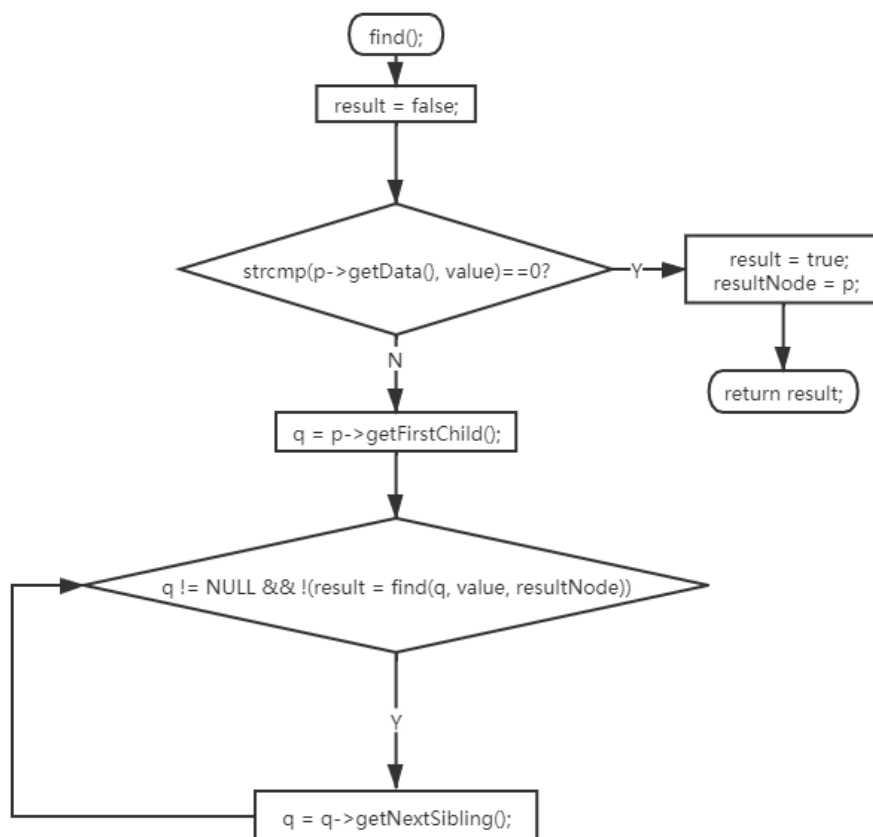 find();
result = false;
strcmp(p->getData(), value)==0?
Y
result = true;
resultNode = p;
N
return result;
q = p->getFirstChild();
q != NULL && !(result = find(q, value, resultNode))
Y
q = q->getNextSibling();